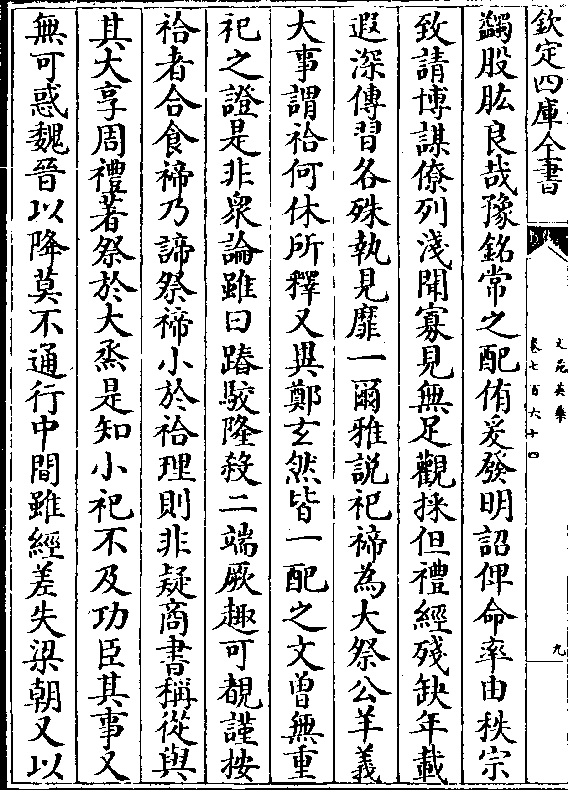 欽定四庫全書
文苑英華
卷七百六十四
九
蠲股肱良哉豫銘常之配侑爰發明詔俾命率由秩宗
致請博謀僚列淺聞寡見無足觀採但禮經殘缺年載
遐深傳習各殊執見靡一爾雅説祀禘為大祭公羊義
大事謂祫何休所釋又與鄭玄然皆一配之文曾無重
祀之證是非衆論雖曰踳駮隆殺二端厥趣可覩謹按
祫者合食禘乃諦祭禘小於祫理則非疑商書稱從與
其大享周禮著祭於大烝是知小祀不及功臣其事又
無可惑魏晉以降莫不通行中間雖經差失梁朝又以